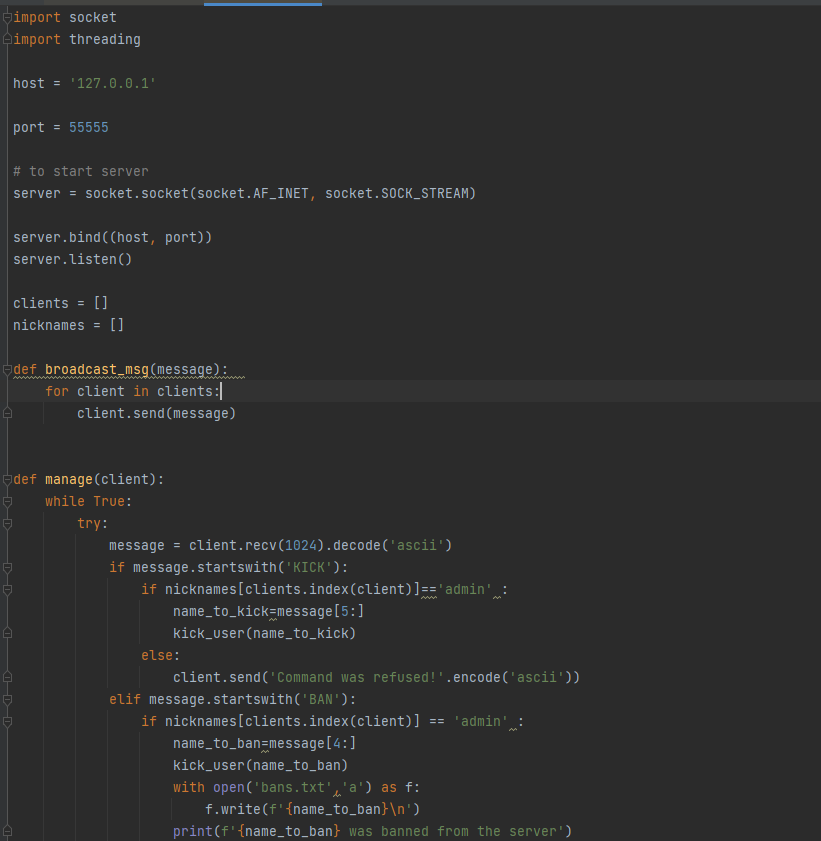 import socket
import threading
host = '127.0.0.1'
port = 55555
# to start server
server = socket.socket(socket.AF_INET, socket.SOCK_STREAM)
server.bind((host, port))
server.listen()
clients = []
nicknames = []
def broadcast_msg(message):
    for client in clients:
        client.send(message)
def manage(client):
    while True:
        try:
            message = client.recv(1024).decode('ascii')
            if message.startswith('KICK'):
                if nicknames[clients.index(client)]=='admin' :
                    name_to_kick=message[5:]
                    kick_user(name_to_kick)
                else:
                    client.send('Command was refused!'.encode('ascii'))
            elif message.startswith('BAN'):
                if nicknames[clients.index(client)] == 'admin' :
                    name_to_ban=message[4:]
                    kick_user(name_to_ban)
                    with open('bans.txt','a') as f:
                        f.write(f'{name_to_ban}\n')
                    print(f'{name_to_ban} was banned from the server')